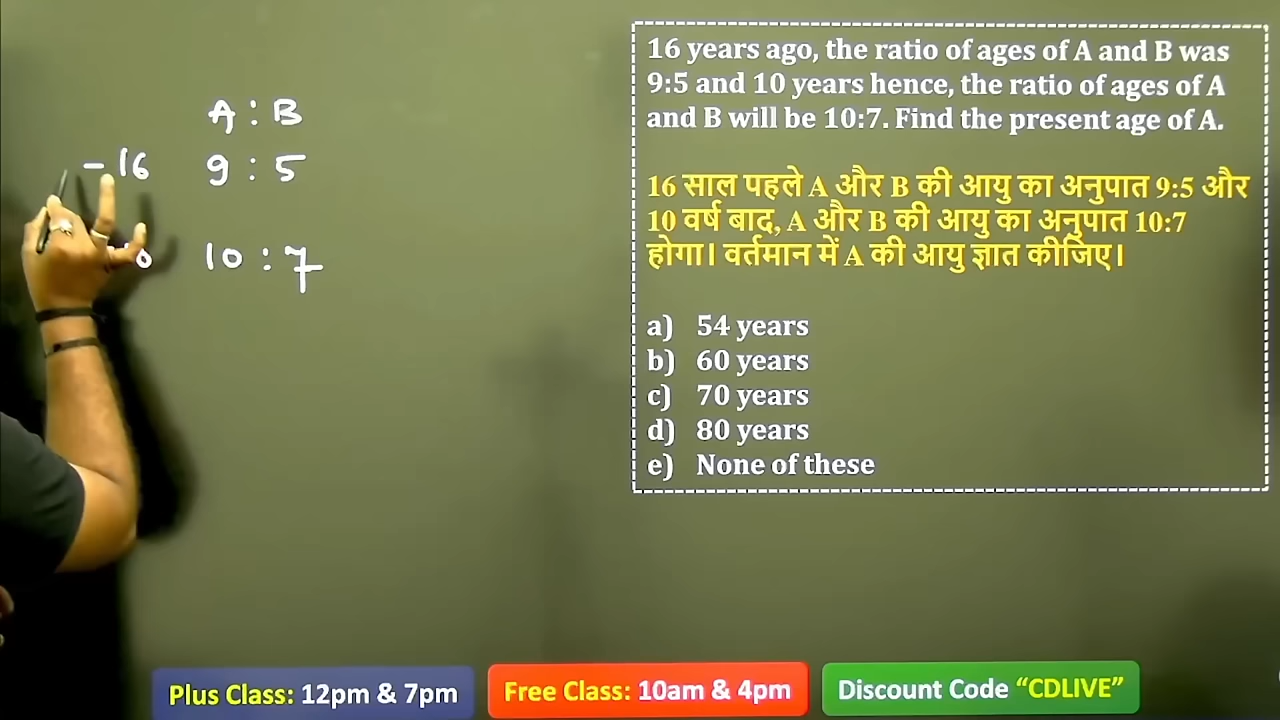 A : B
- 16 9 : 5
0 10 : 7
16 years ago, the ratio of ages of A and B was
9:5 and 10 years hence, the ratio of ages of A
and B will be 10:7. Find the present age of A.
16 साल पहले A और B की आयु का अनुपात 9:5 और
10 वर्ष बाद, A और B की आयु का अनुपात 10:7
होगा। वर्तमान में A की आयु ज्ञात कीजिए।
a) 54 years
b) 60 years
c) 70 years
d) 80 years
e) None of these
Plus Class: 12pm & 7pm
Free Class: 10am & 4pm
Discount Code “CDLIVE”